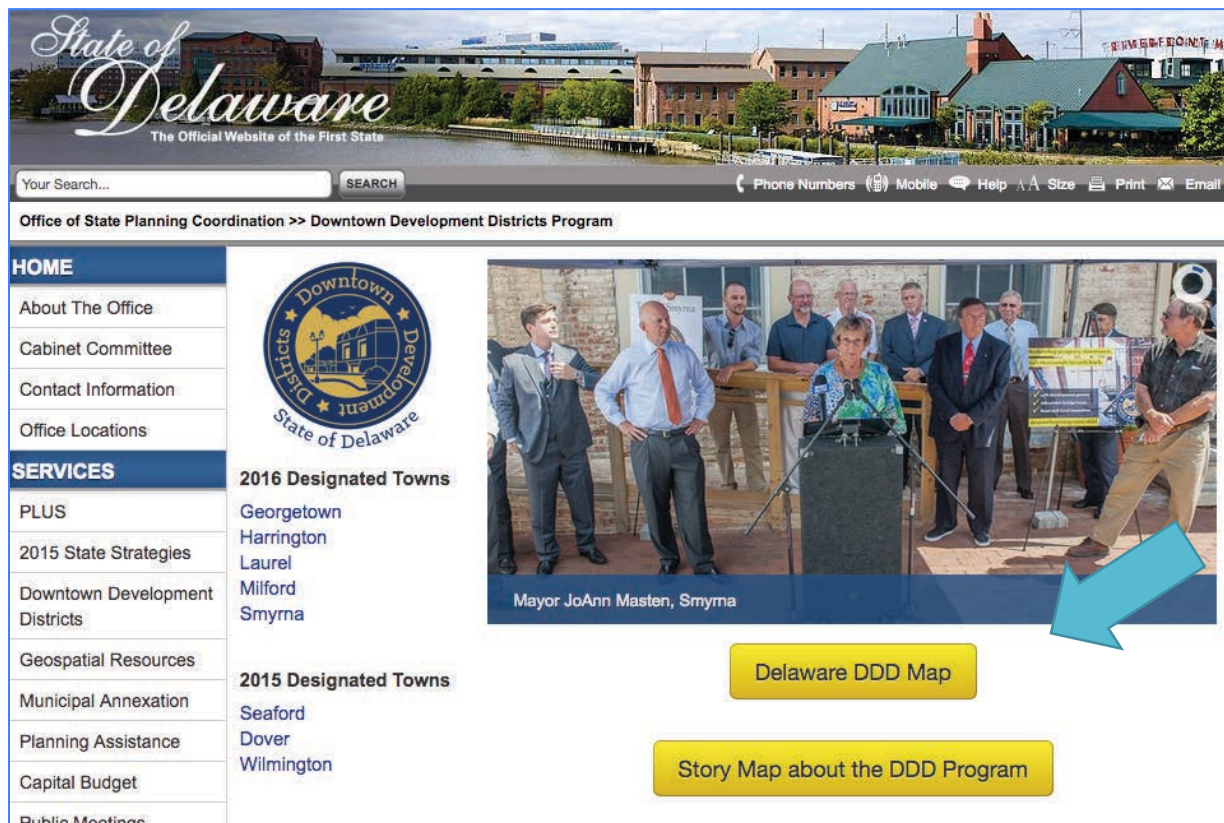 State of
Delaware
The Official Website of the First State
RIVERFRONT
Your Search...
SEARCH
Phone Numbers Mobile Help AA Size Print Email
Office of State Planning Coordination >> Downtown Development Districts Program
HOME
About The Office
Cabinet Committee
Contact Information
Office Locations
SERVICES
PLUS
2015 State Strategies
Downtown Development
Districts
Geospatial Resources
Municipal Annexation
Planning Assistance
Capital Budget
Public Meetings
Downtown Development Districts
State of Delaware
2016 Designated Towns
Georgetown
Harrington
Laurel
Milford
Smyrna
2015 Designated Towns
Seaford
Dover
Wilmington
Mayor JoAnn Masten, Smyrna
Delaware DDD Map
Story Map about the DDD Program